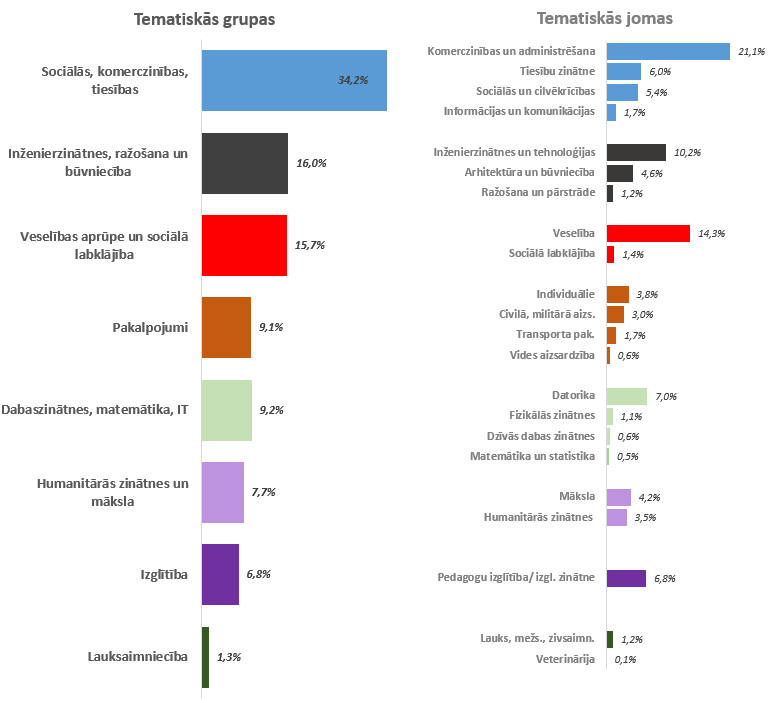 Tematiskās grupas
Sociālās, komerczinības,
tiesības
34,2%
Inženierzinātnes, ražošana un
būvniecība
16,0%
Veselības aprūpe un sociālā
labklājība
15,7%
Pakalpojumi
9,1%
Dabaszinātnes, matemātika, IT
9,2%
Humanitārās zinātnes un
māksla
7,7%
Izglītība
6,8%
Lauksaimniecība
1,3%
Tematiskās jomas
Komerczinības un administrēšana 21,1%
Tiesību zinātne 6,0%
Sociālās un cilvēkrīcības 5,4%
Informācijas un komunikācijas 1,7%
Inženierzinātnes un tehnoloģijas 10,2%
Arhitektūra un būvniecība 4,6%
Ražošana un pārstrāde 1,2%
Veselība 14,3%
Sociālā labklājība 1,4%
Individuālie 3,8%
Civilā, militārā aizs. 3,0%
Transporta pak. 1,7%
Vides aizsardzība 0,6%
Datorika 7,0%
Fizikālās zinātnes 1,1%
Dzīvās dabas zinātnes 0,6%
Matemātika un statistika 0,5%
Māksla 4,2%
Humanitārās zinātnes 3,5%
Pedagogu izglītība/ izgl. zinātne 6,8%
Lauks, mežs., zivsaimn. 1,2%
Veterinārija 0,1%